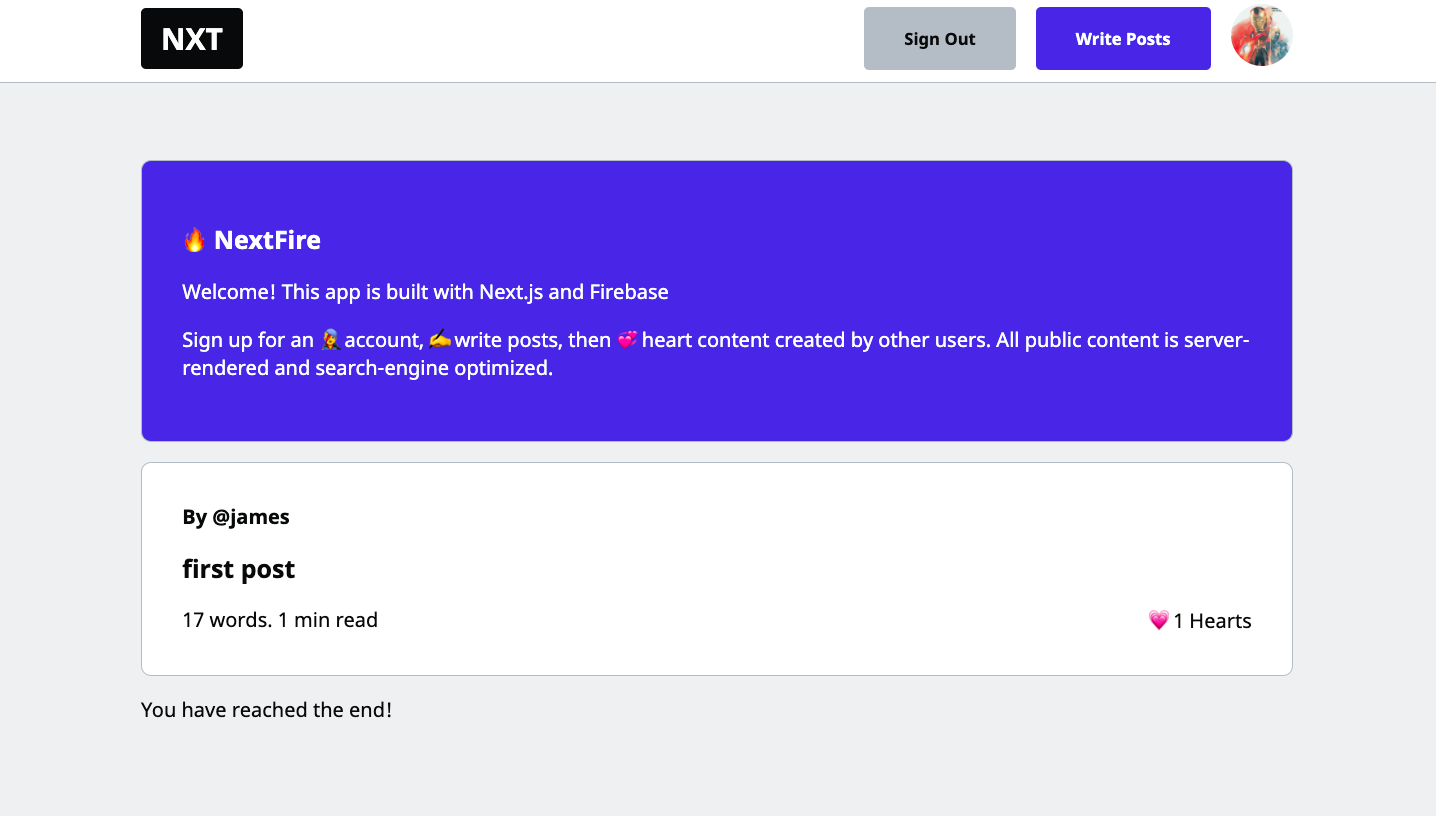 NXT
Sign Out
Write Posts
🔥 NextFire
Welcome! This app is built with Next.js and Firebase
Sign up for an 👩‍🎤 account, ✍️ write posts, then 💞 heart content created by other users. All public content is server-
rendered and search-engine optimized.
By @james
first post
17 words. 1 min read
💗 1 Hearts
You have reached the end!